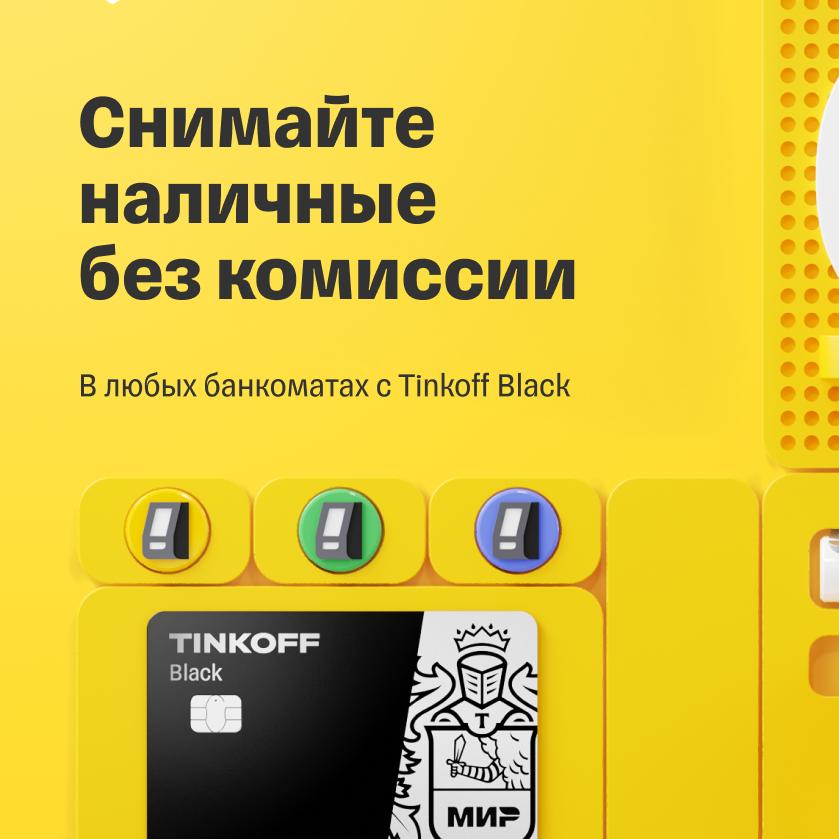 Снимайте
наличные
без комиссии
В любых банкоматах с Tinkoff Black
TINKOFF
Black
T
МИР